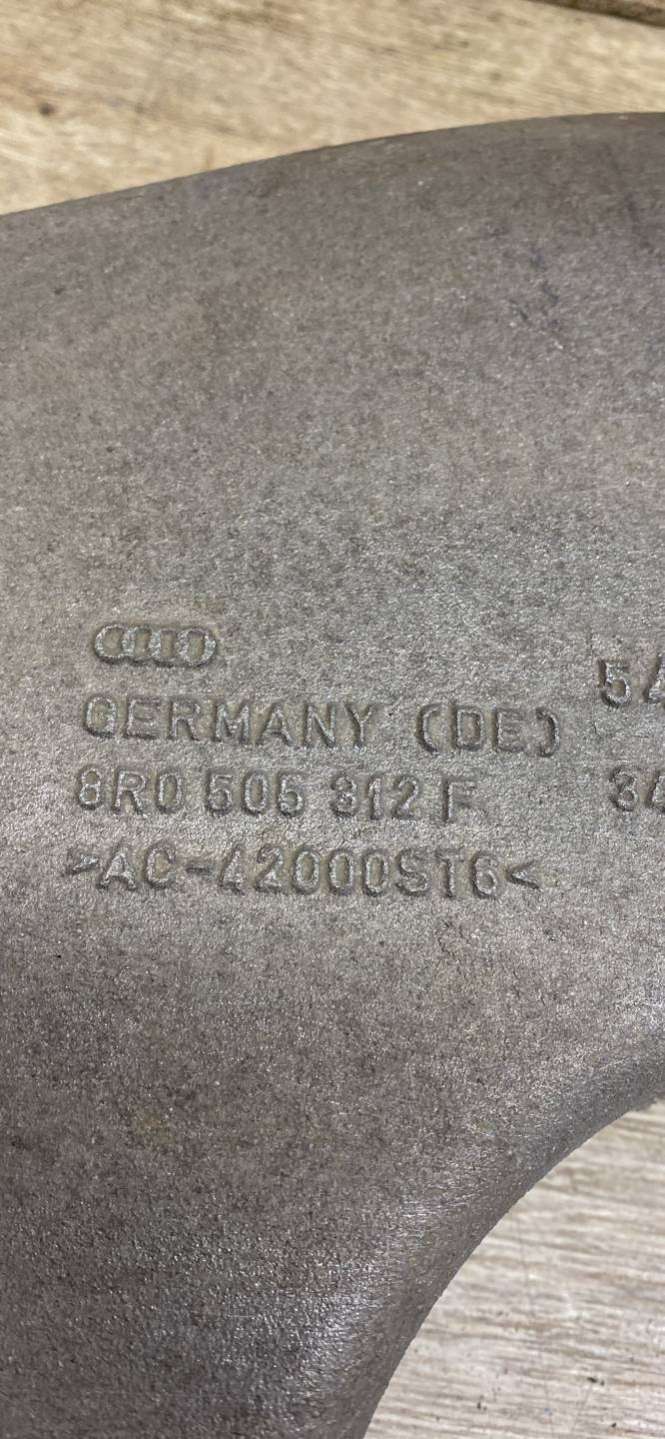 GERMANY (DE)
8R0 505 312 F
>AC-42000ST6<